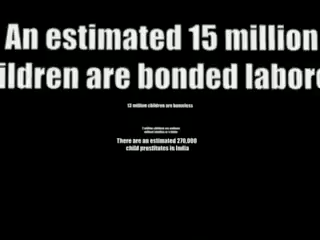 An estimated 15 million
ildren are bonded labore
13 million children are homeless
There are an estimated 270,000
child prostitutes in India